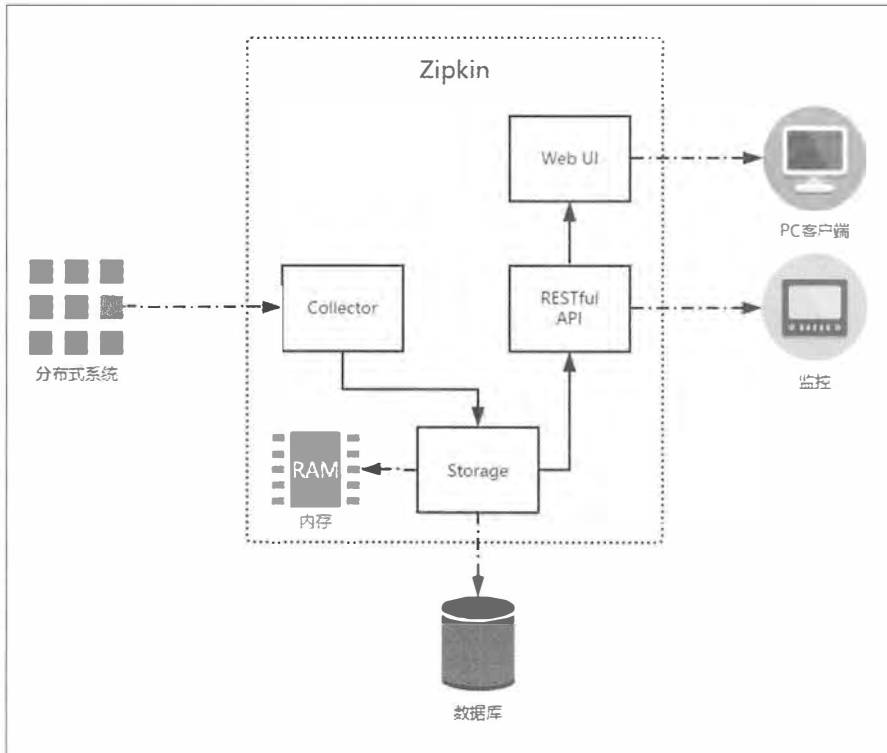 Zipkin
Web UI
PC客户端
Collector
RESTful
API
分布式系统
监控
RAM
内存
Storage
数据库